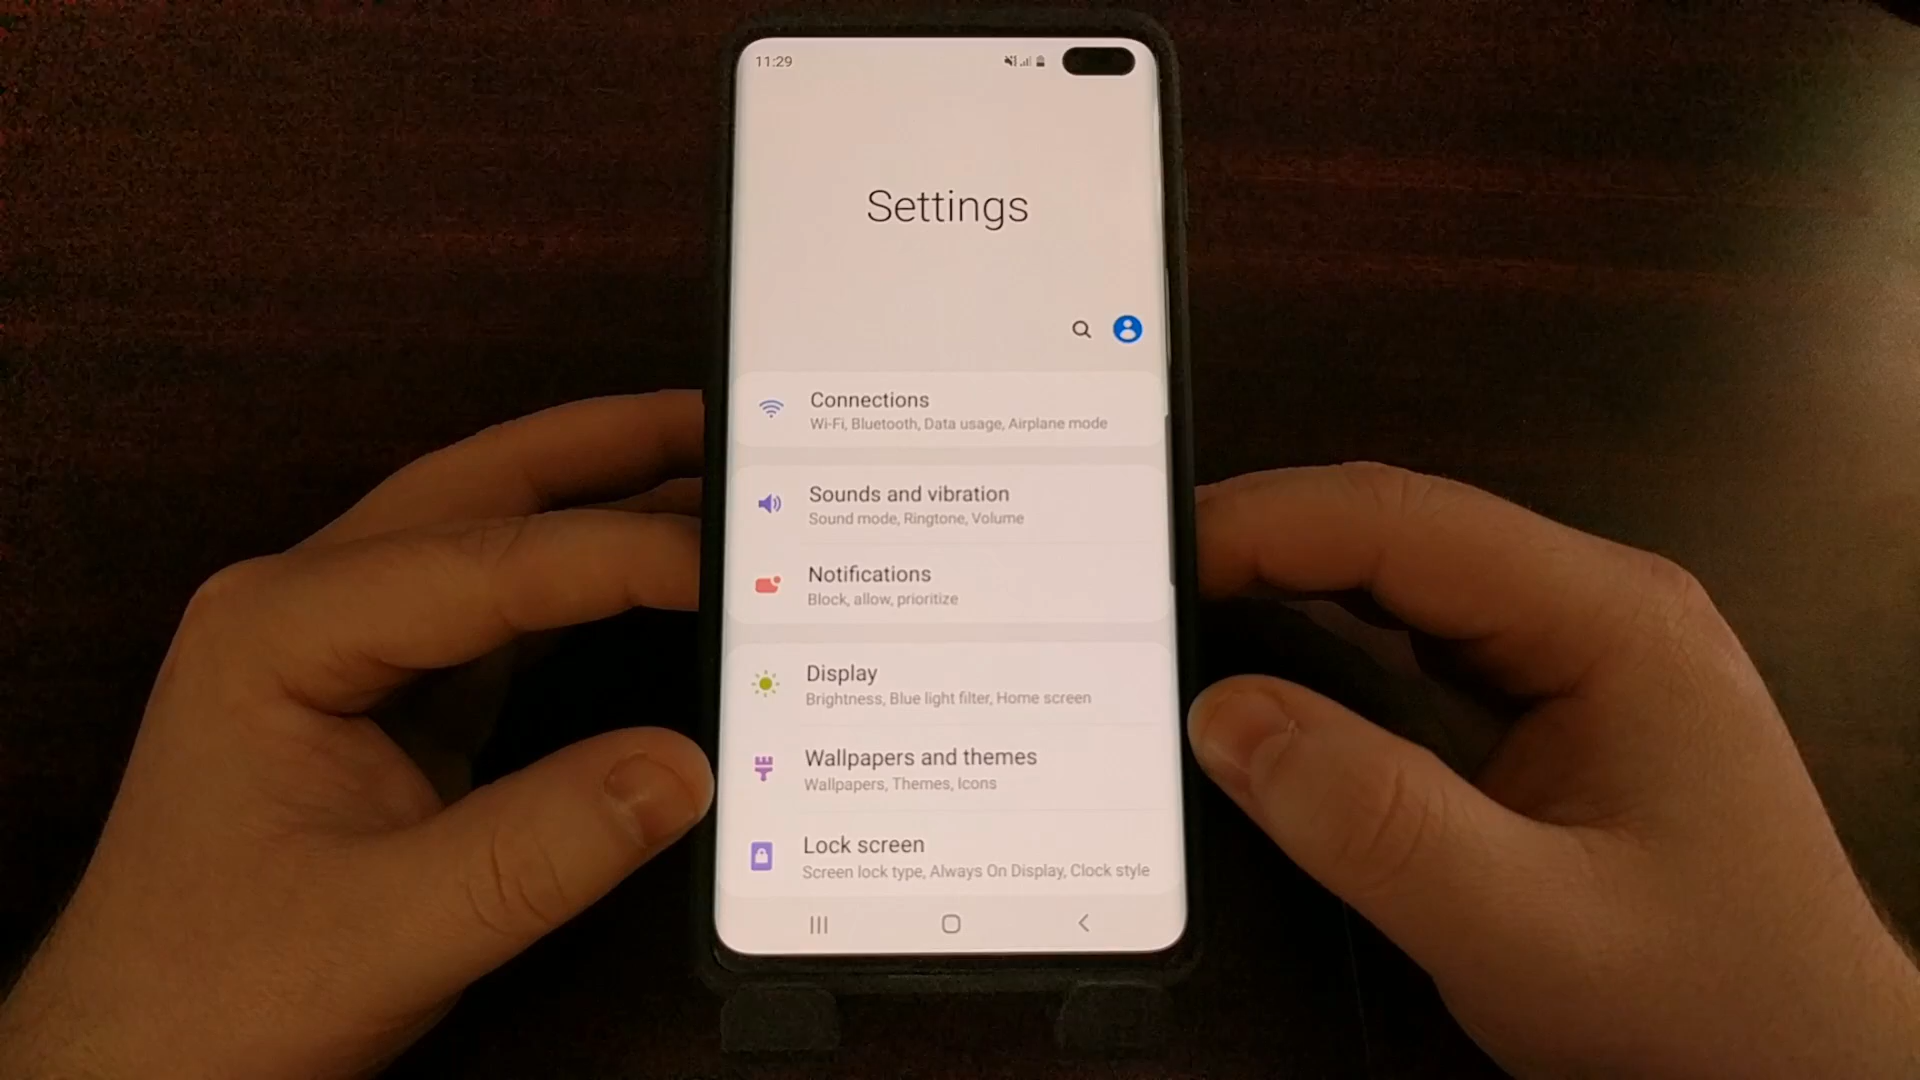 11:29
Settings
Connections
Wi-Fi, Bluetooth, Data usage, Airplane mode
Sounds and vibration
Sound mode, Ringtone, Volume
Notifications
Block, allow, prioritize
Display
Brightness, Blue light filter, Home screen
Wallpapers and themes
Wallpapers, Themes, Icons
Lock screen
Screen lock type, Always On Display, Clock style